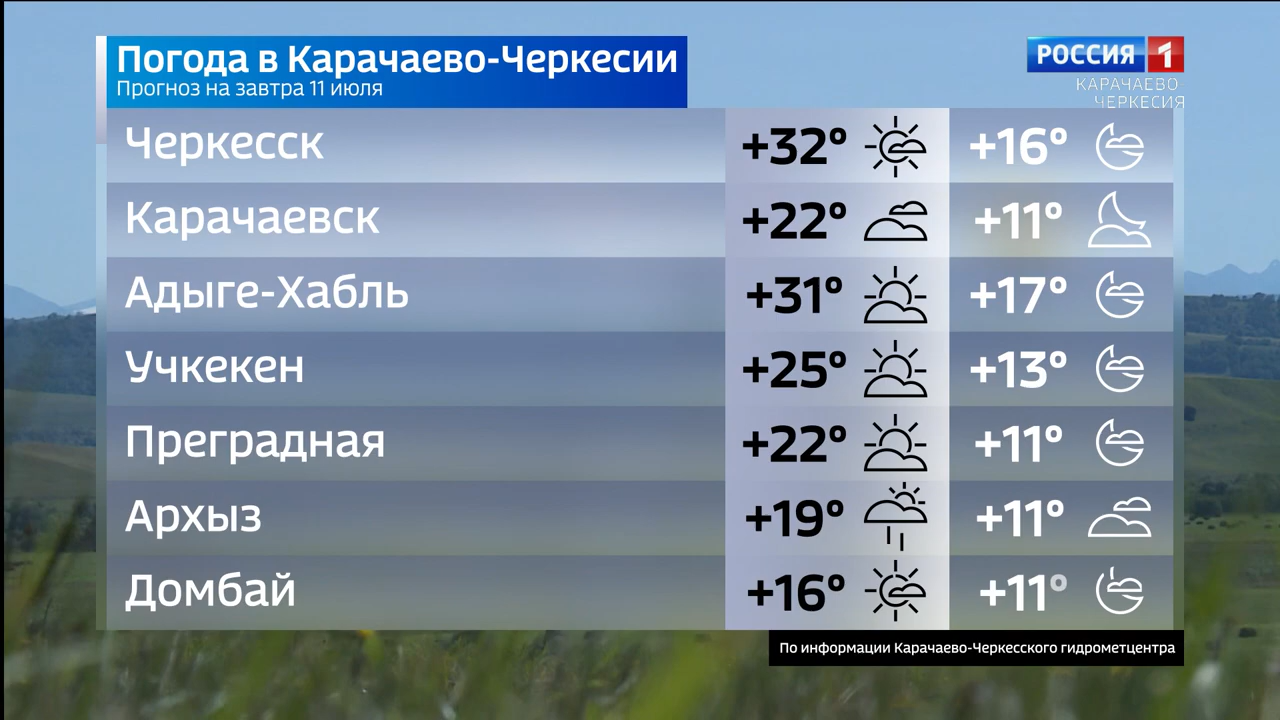 Погода в Карачаево-Черкесии
Прогноз на завтра 11 июля
РОССИЯ 1
КАРАЧАЕВО
ЧЕРКЕСИЯ
Черкесск +32° +16°
Карачаевск +22° +11°
Адыге-Хабль +31° +17°
Учкекен +25° +13°
Преградная +22° +11°
Архыз +19° +11°
Домбай +16° +11°
По информации Карачаево-Черкесского гидрометцентра